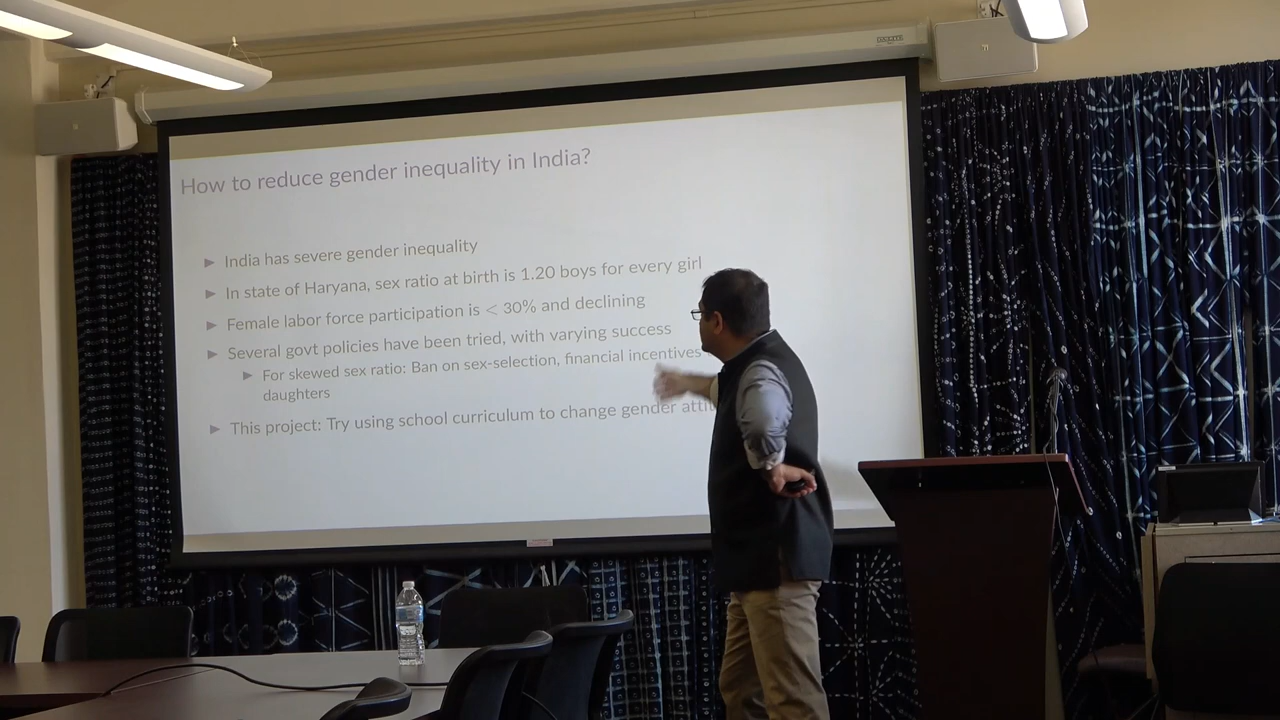 How to reduce gender inequality in India?
India has severe gender inequality
In state of Haryana, sex ratio at birth is 1.20 boys for every girl
Female labor force participation is < 30% and declining
Several govt policies have been tried, with varying success
For skewed sex ratio: Ban on sex-selection, financial incentives
daughters
This project: Try using school curriculum to change gender